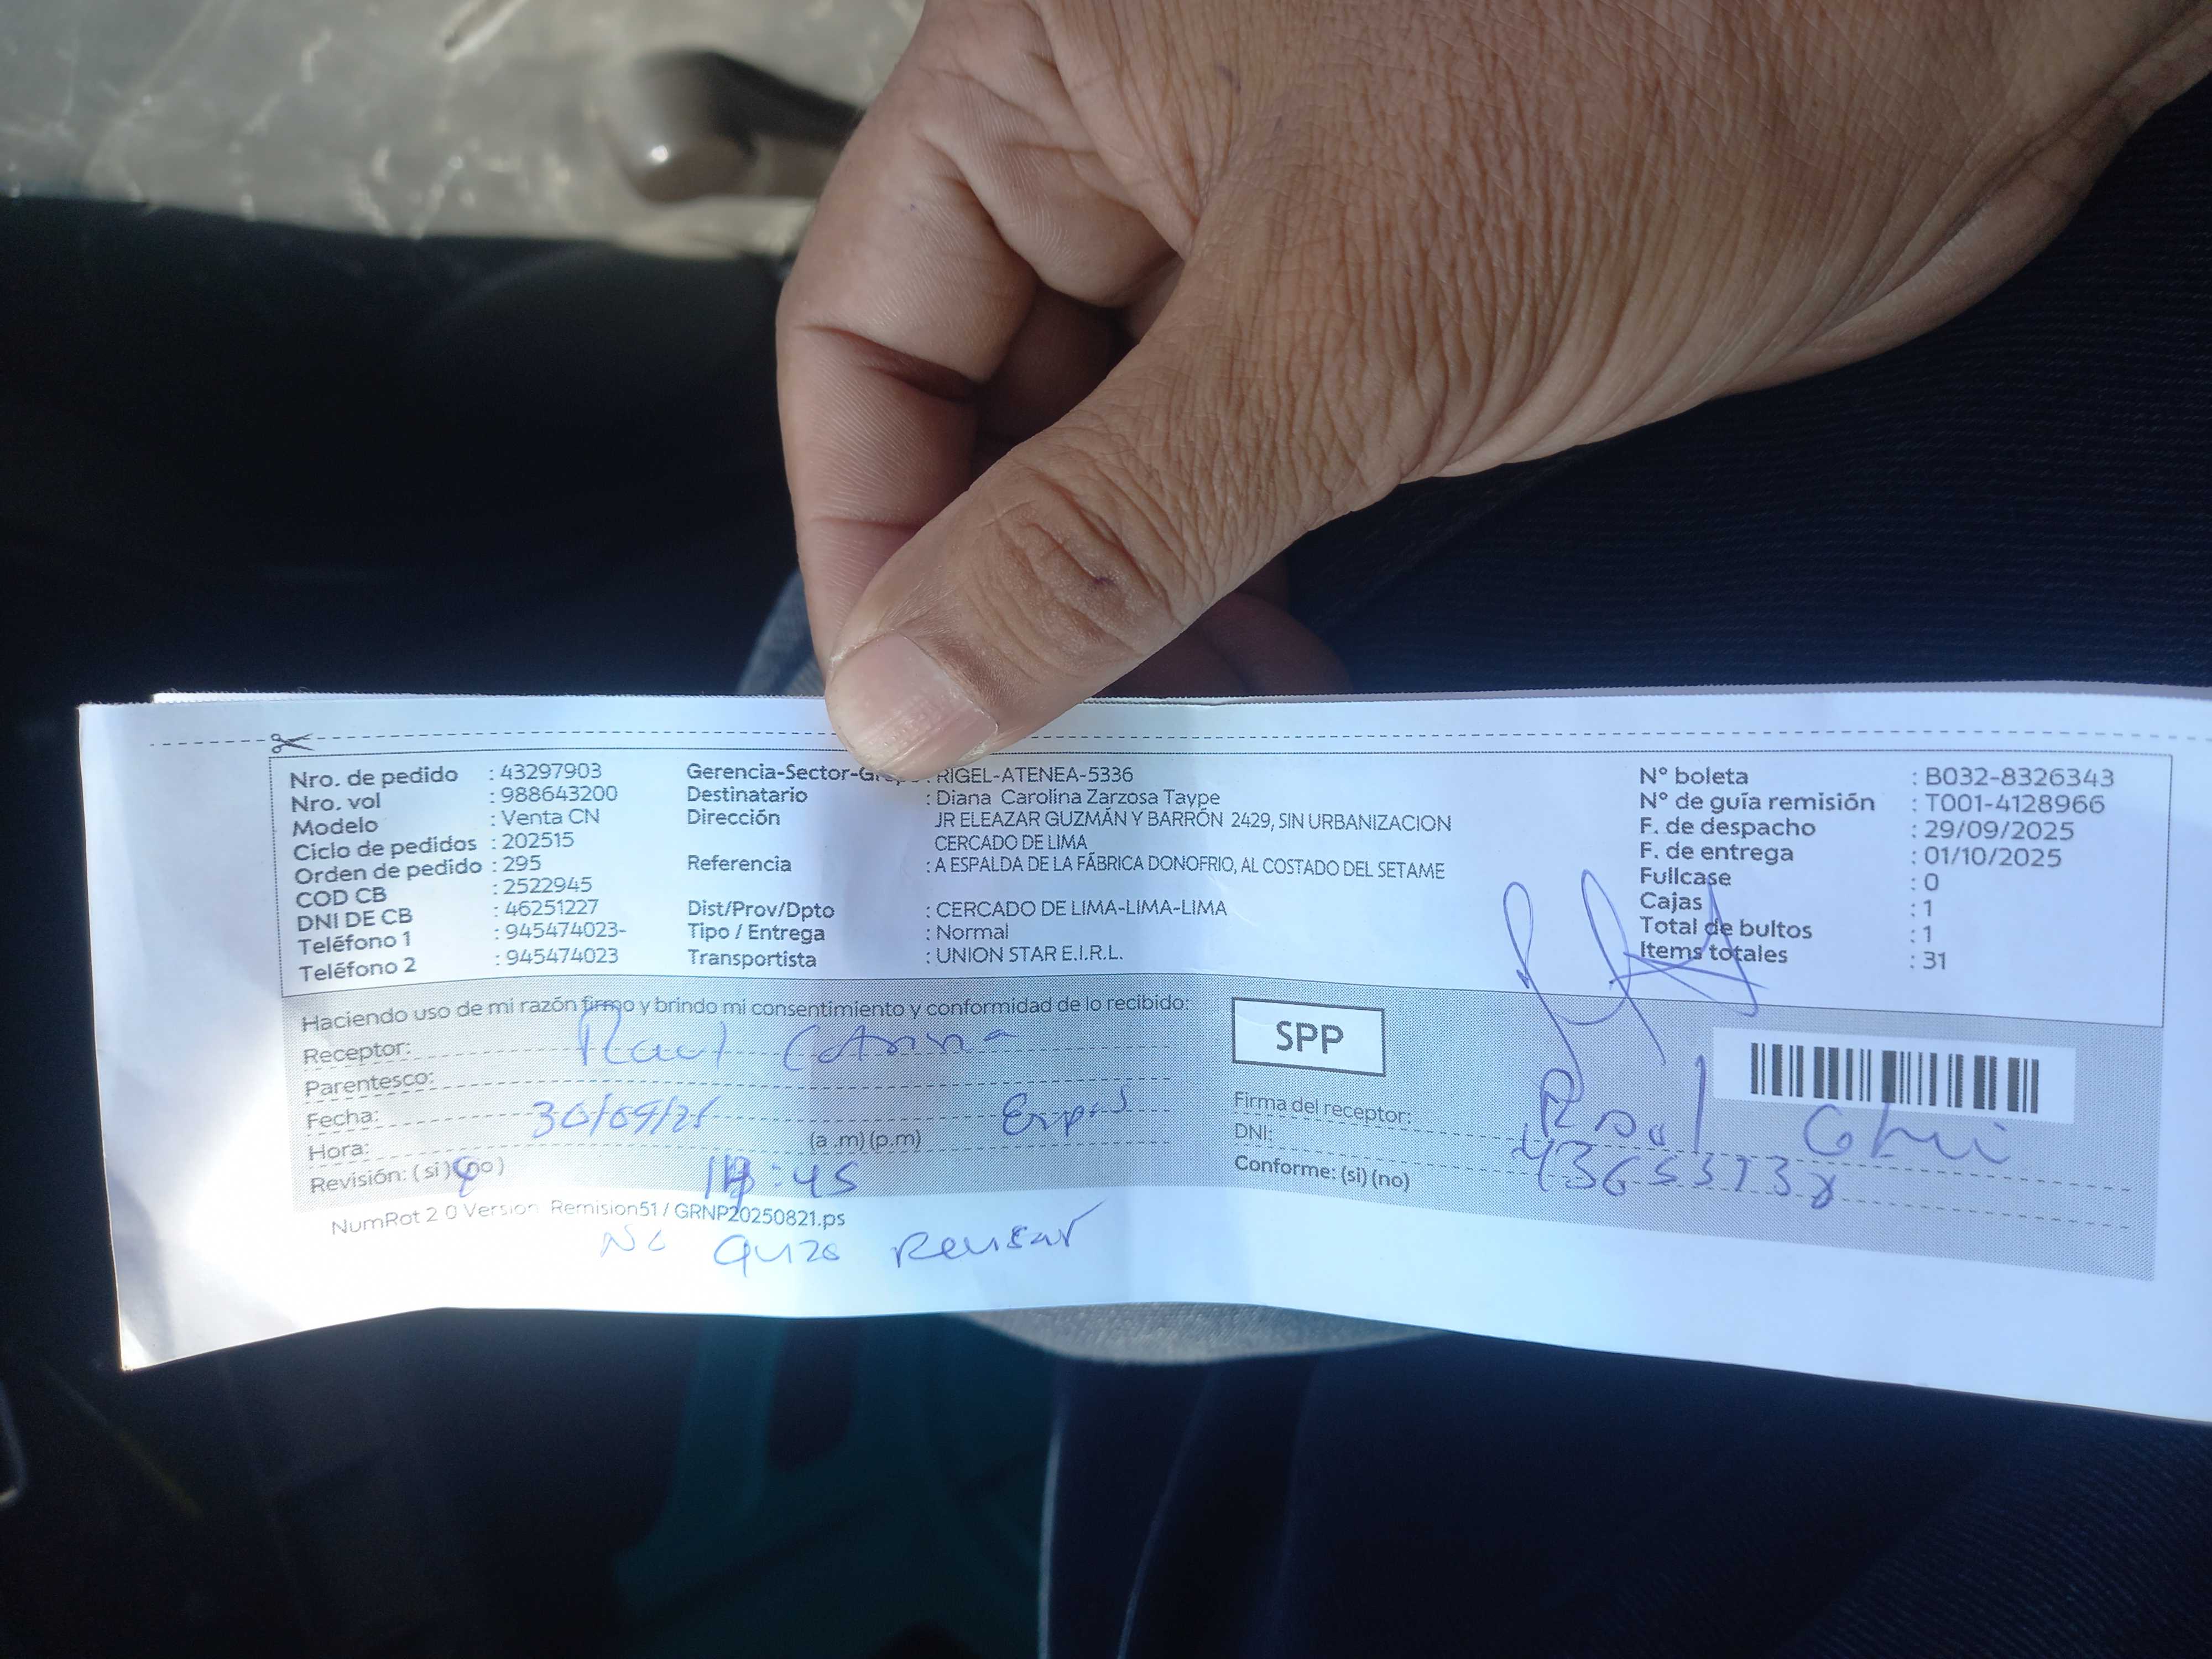 Nro. de pedido : 43297903
Nro. vol : 988643200
Modelo : Venta CN
Ciclo de pedidos : 202515
Orden de pedido : 295
COD CB : 2522945
DNI DE CB : 46251227
Teléfono 1 : 945474023-
Teléfono 2 : 945474023
Gerencia-Sector- : RIGEL-ATENEA-5336
Destinatario : Diana Carolina Zarzosa Taype
Dirección JR ELEAZAR GUZMÁN Y BARRÓN 2429, SIN URBANIZACION
CERCADO DE LIMA
Referencia : A ESPALDA DE LA FÁBRICA DONOFRIO, AL COSTADO DEL SETAME
Dist/Prov/Dpto : CERCADO DE LIMA-LIMA-LIMA
Tipo / Entrega : Normal
Transportista : UNION STAR E.I.R.L.
N° boleta : B032-8326343
N° de guía remisión : T001-4128966
F. de despacho : 29/09/2025
F. de entrega : 01/10/2025
Fullcase : 0
Cajas : 1
Total de bultos : 1
Items totales : 31
Haciendo uso de mi razón firmo y brindo mi consentimiento y conformidad de lo recibido:
Receptor: Raul
Parentesco:
Fecha: 30/09/25
Hora: (a .m) (p.m)
Revisión: ( si ) (no ) :45
SPP
Firma del receptor:
DNI:
Conforme: (si) (no)
NumRot 2.0 Version Remision51 / GRNP20250821.ps
No Quizo Revisar